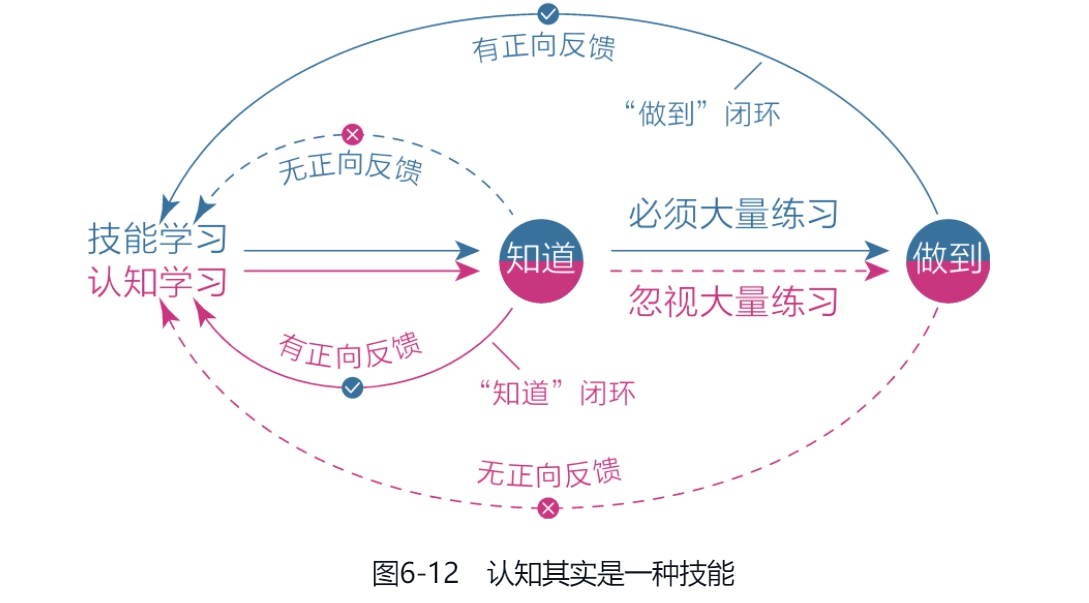 有正向反馈
“做到”闭环
无正向反馈
必须大量练习
技能学习
认知学习
知道
做到
忽视大量练习
有正向反馈
“知道”闭环
无正向反馈
图6-12 认知其实是一种技能